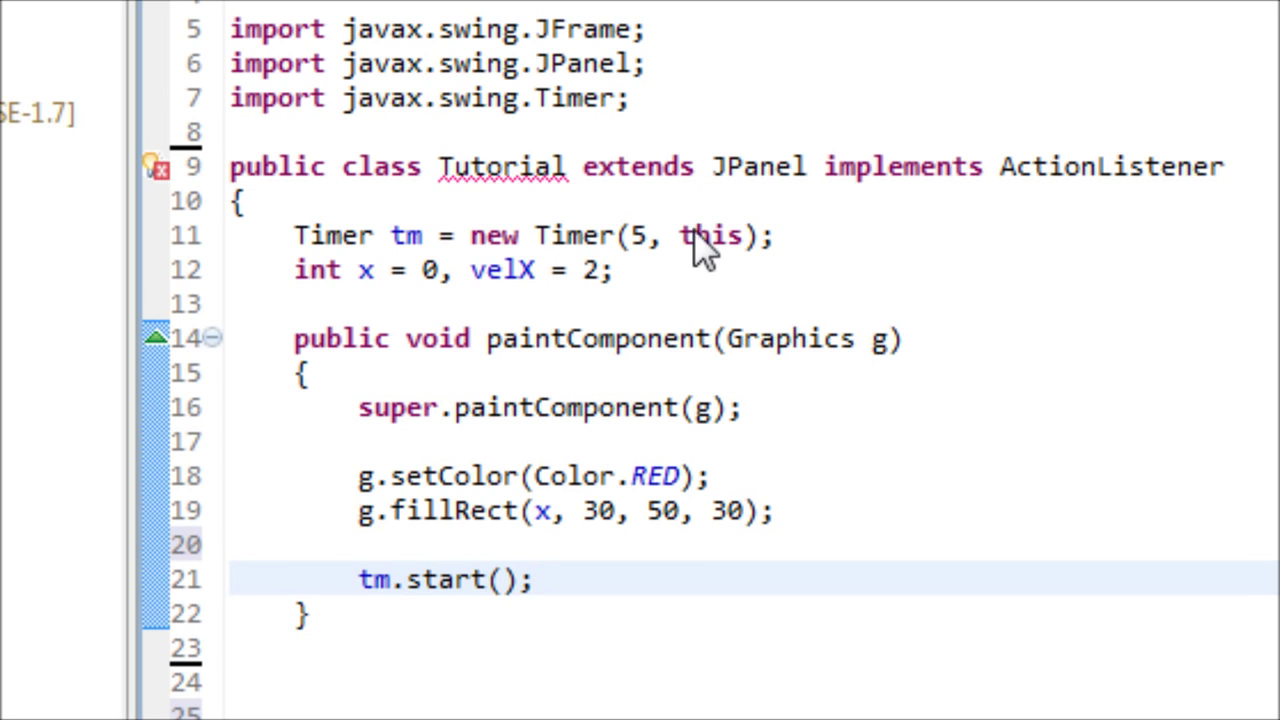 5 import javax.swing.JFrame;
6 import javax.swing.JPanel;
SE-1.7]
7 import javax.swing.Timer;
8
9 public class Tutorial extends JPanel implements ActionListener
10 {
11 Timer tm = new Timer(5, this);
12 int x = 0, velX = 2;
13
14 public void paintComponent(Graphics g)
15 {
16 super.paintComponent(g);
17
18 g.setColor(Color.RED);
19 g.fillRect(x, 30, 50, 30);
20
21 tm.start();
22 }
23
24
25